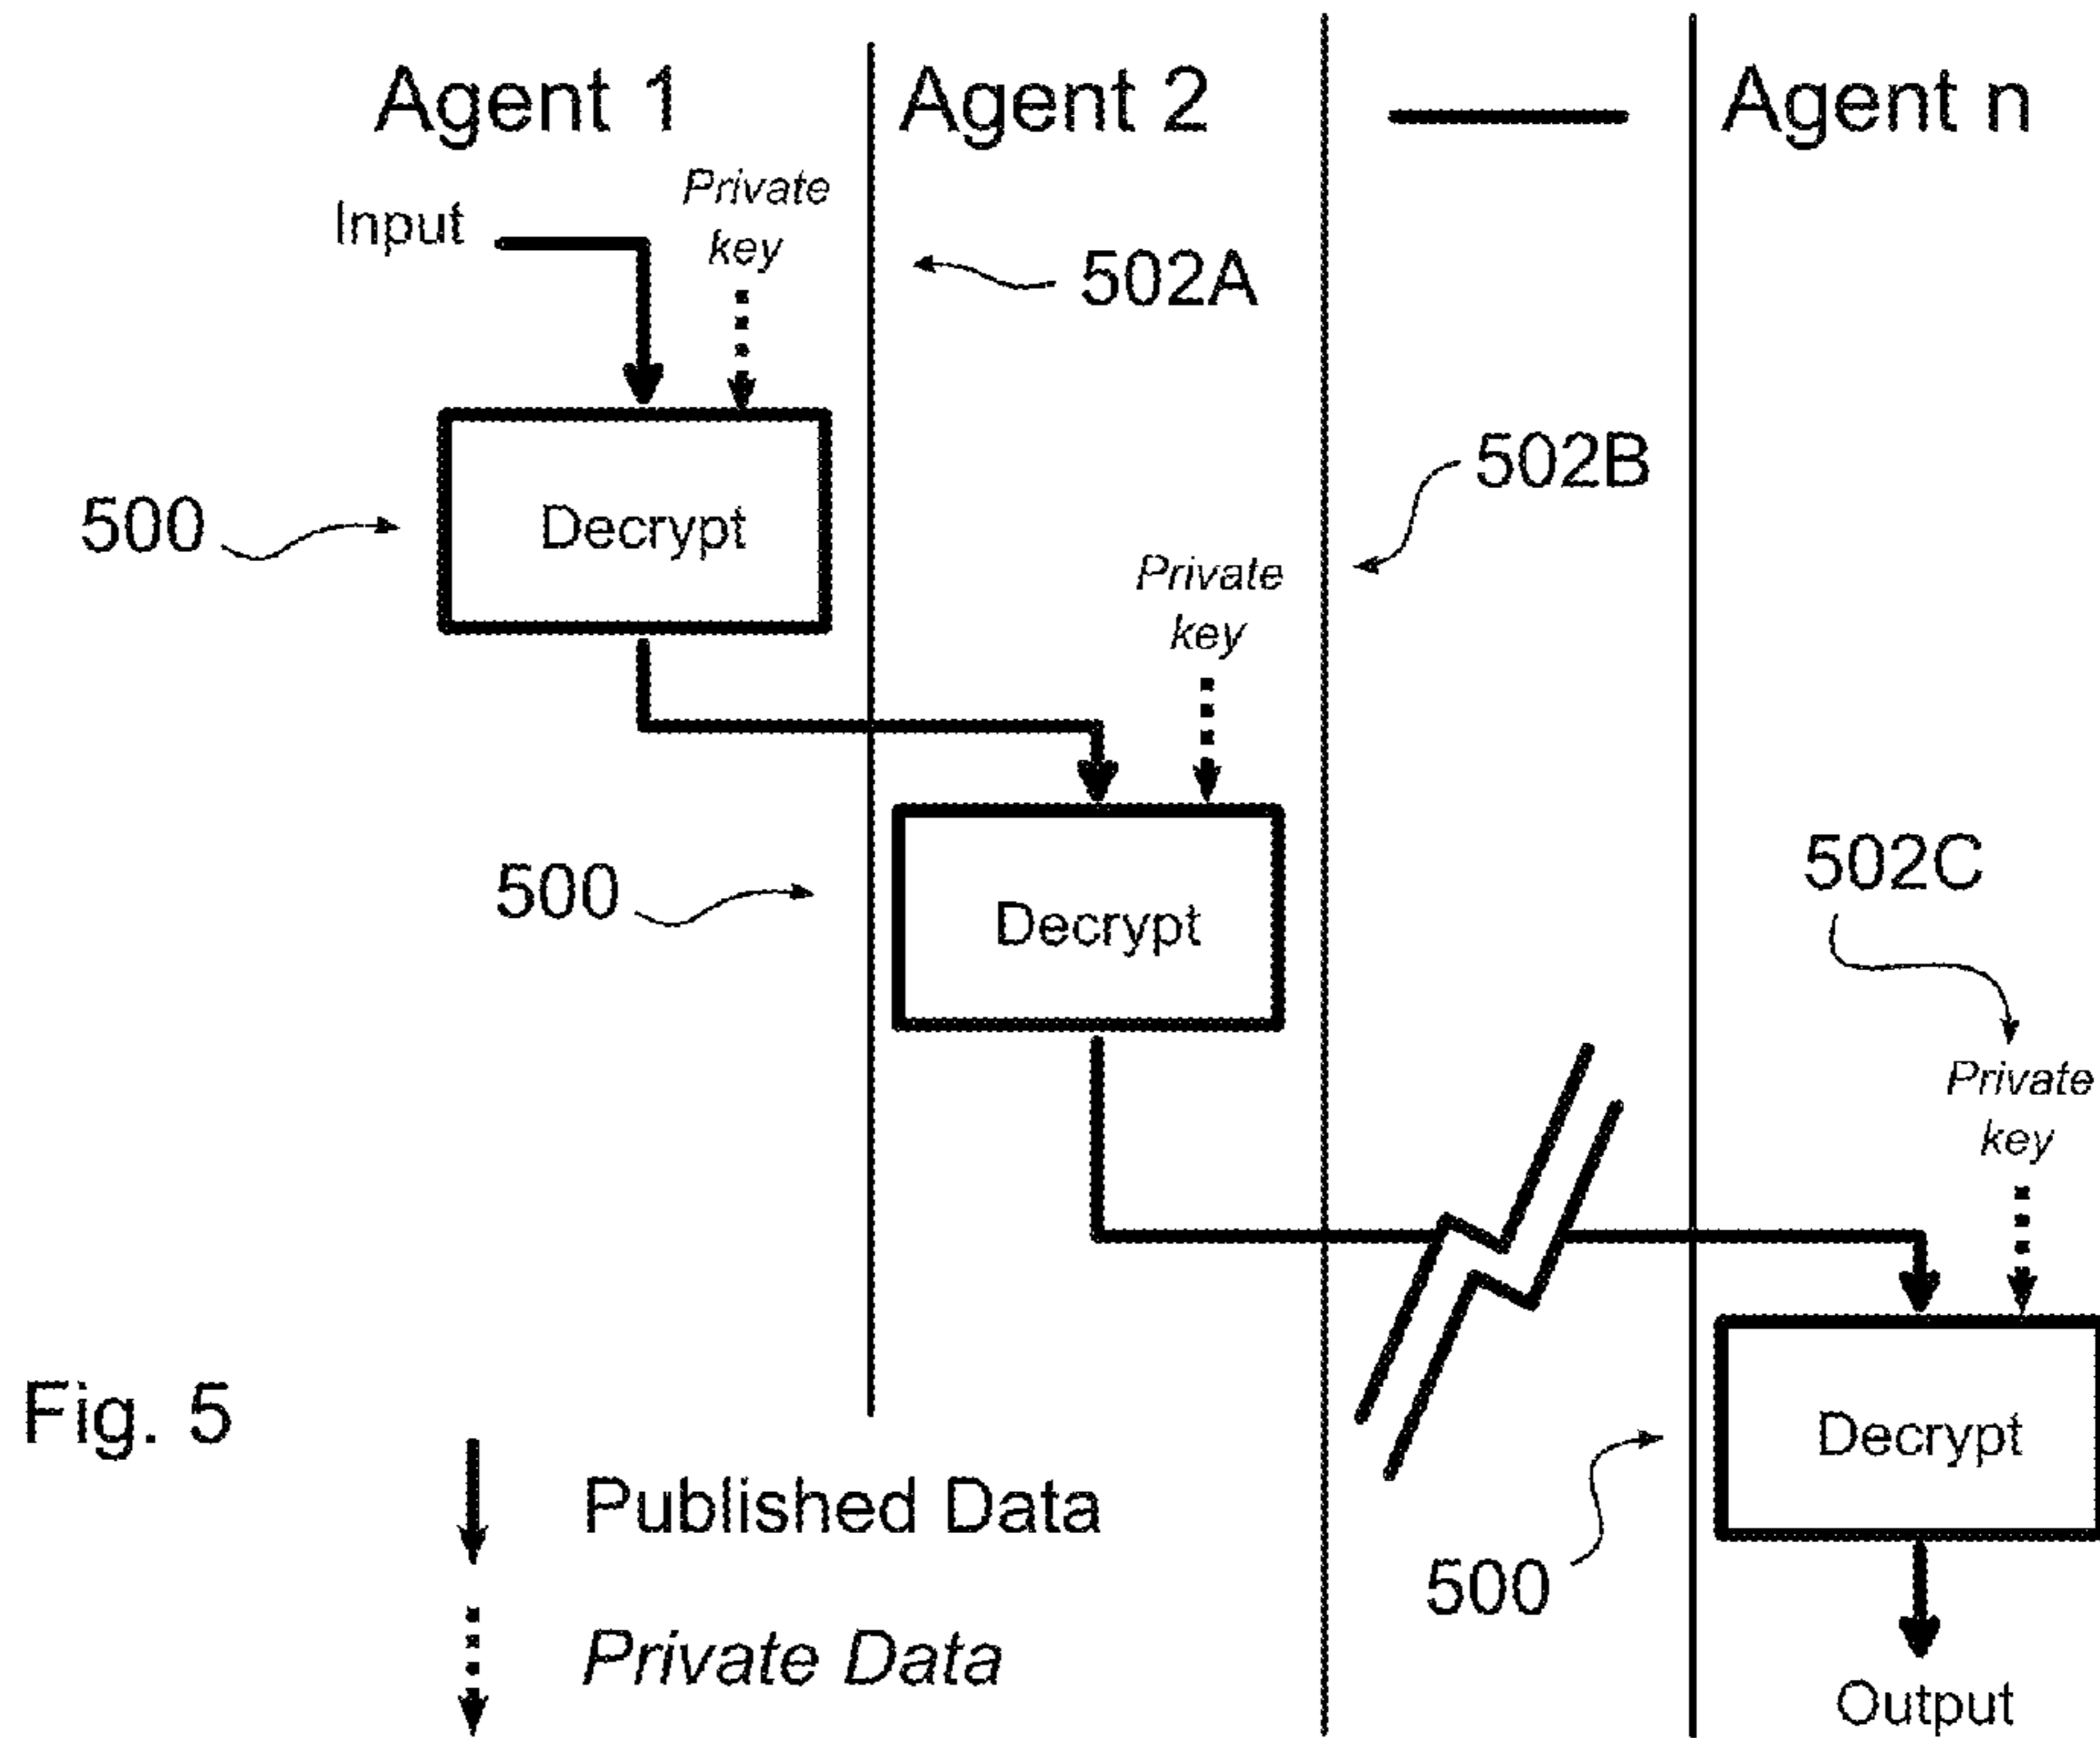 Agent 1
Agent 2
Agent n
Input
Private
key
502A
500
Decrypt
502B
Private
key
500
Decrypt
502C
Private
key
Decrypt
500
Output
Fig. 5
Published Data
Private Data